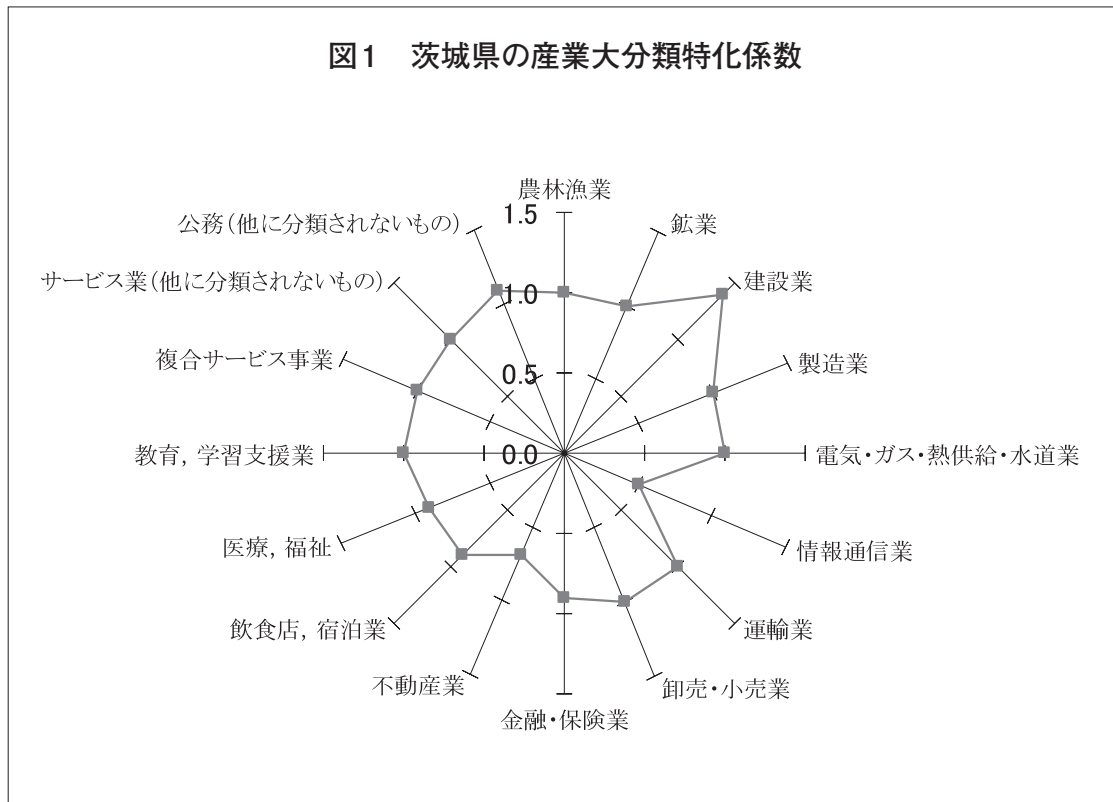 図1　茨城県の産業大分類特化係数
農林漁業
鉱業
建設業
製造業
電気・ガス・熱供給・水道業
情報通信業
運輸業
卸売・小売業
金融・保険業
不動産業
飲食店, 宿泊業
医療, 福祉
教育, 学習支援業
複合サービス事業
サービス業(他に分類されないもの)
公務(他に分類されないもの)
1.5
1.0
0.5
0.0